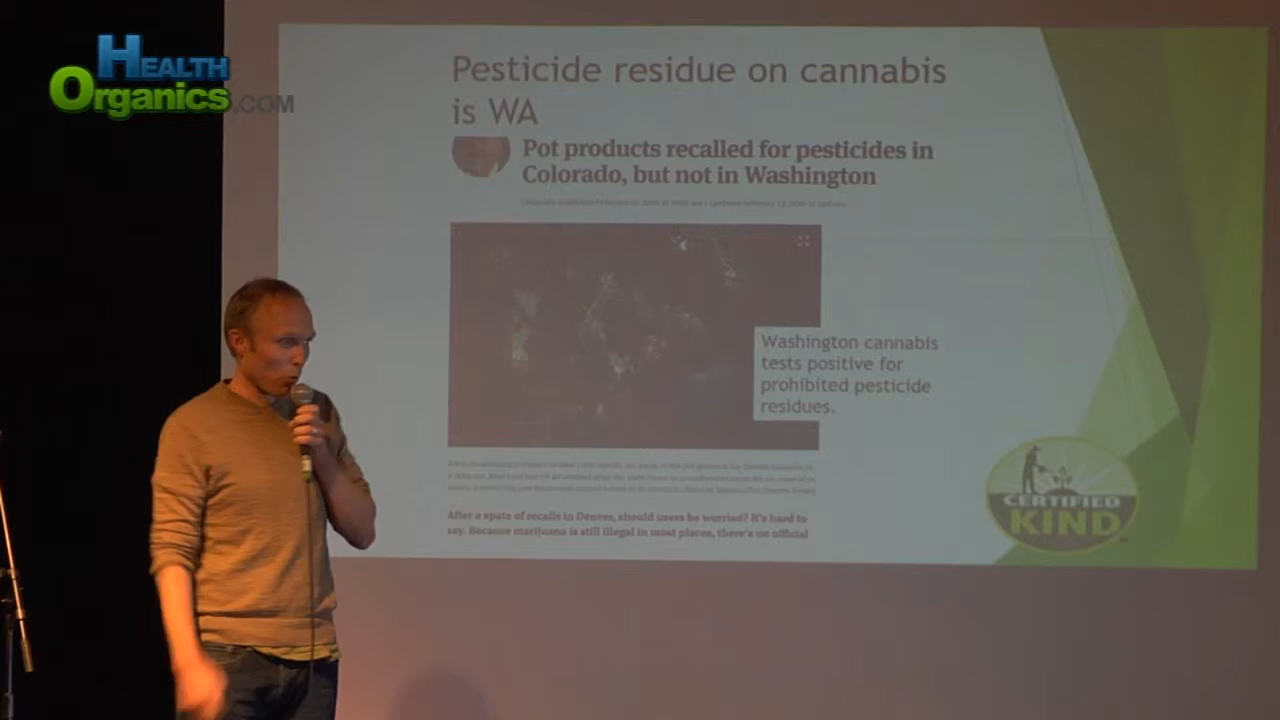 HEALTH
Organics.COM
Pesticide residue on cannabis
is WA
Pot products recalled for pesticides in
Colorado, but not in Washington
Washington cannabis
tests positive for
prohibited pesticide
residues.
CERTIFIED
KIND
After a spate of recalls in Denver, should users be worried? It's hard to
say. Because marijuana is still illegal in most places, there's no official